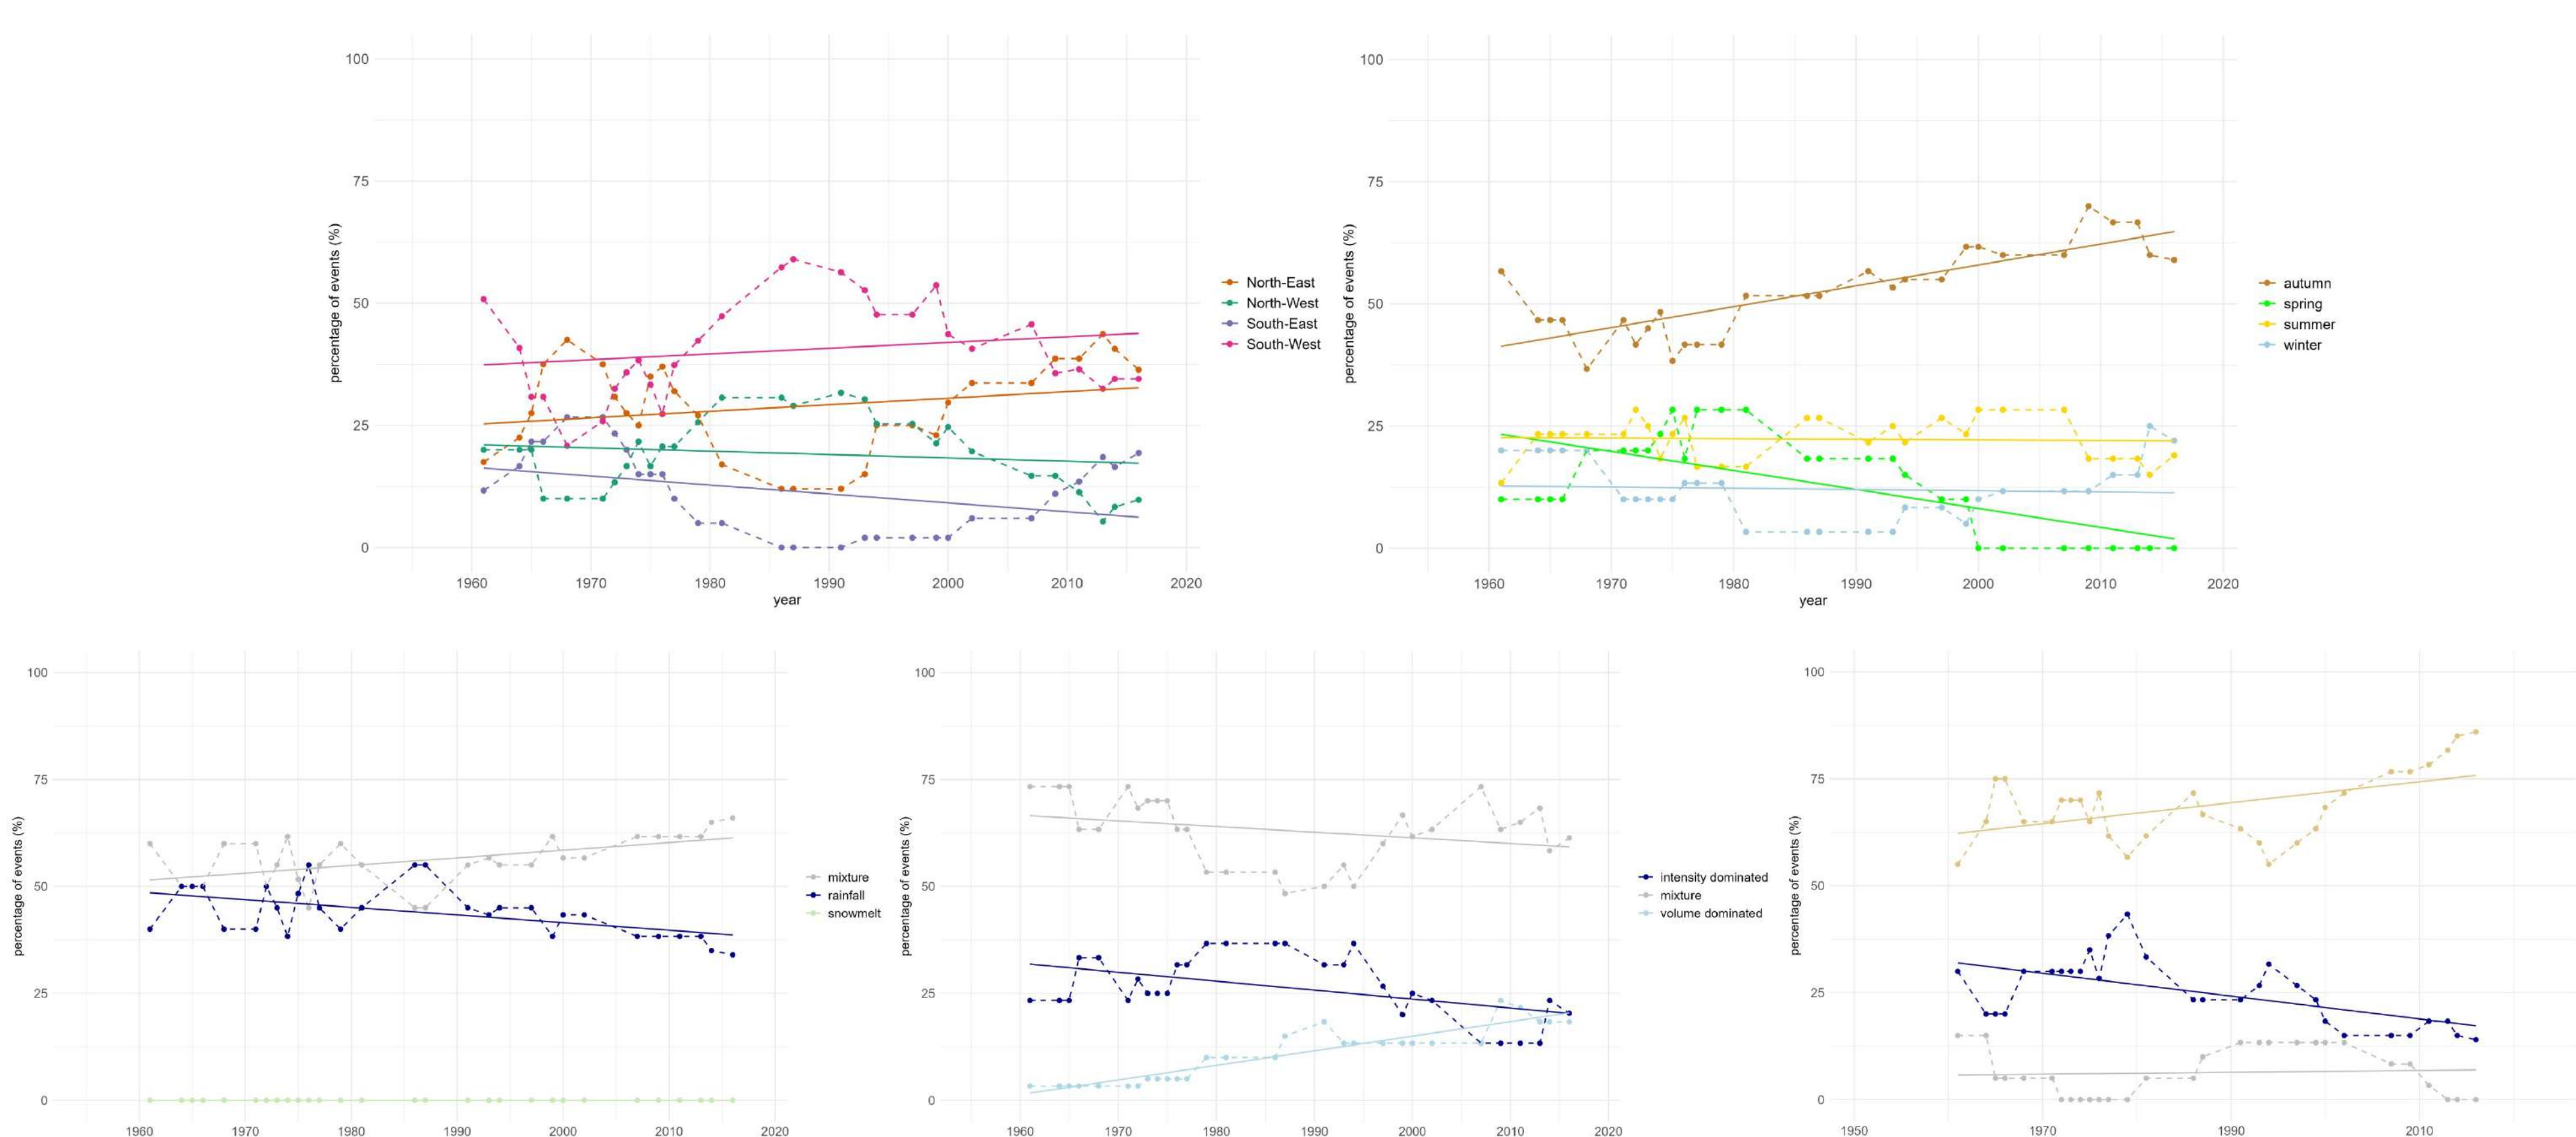 100
75
50
25
0
percentage of events (%)
1960 1970 1980 1990 2000 2010 2020
year
North-East
North-West
South-East
South-West
100
75
50
25
0
percentage of events (%)
1960 1970 1980 1990 2000 2010 2020
year
autumn
spring
summer
winter
100
75
50
25
0
percentage of events (%)
1960 1970 1980 1990 2000 2010 2020
mixture
rainfall
snowmelt
100
75
50
25
0
percentage of events (%)
1960 1970 1980 1990 2000 2010 2020
intensity dominated
mixture
volume dominated
100
75
50
25
0
percentage of events (%)
1950 1970 1990 2010